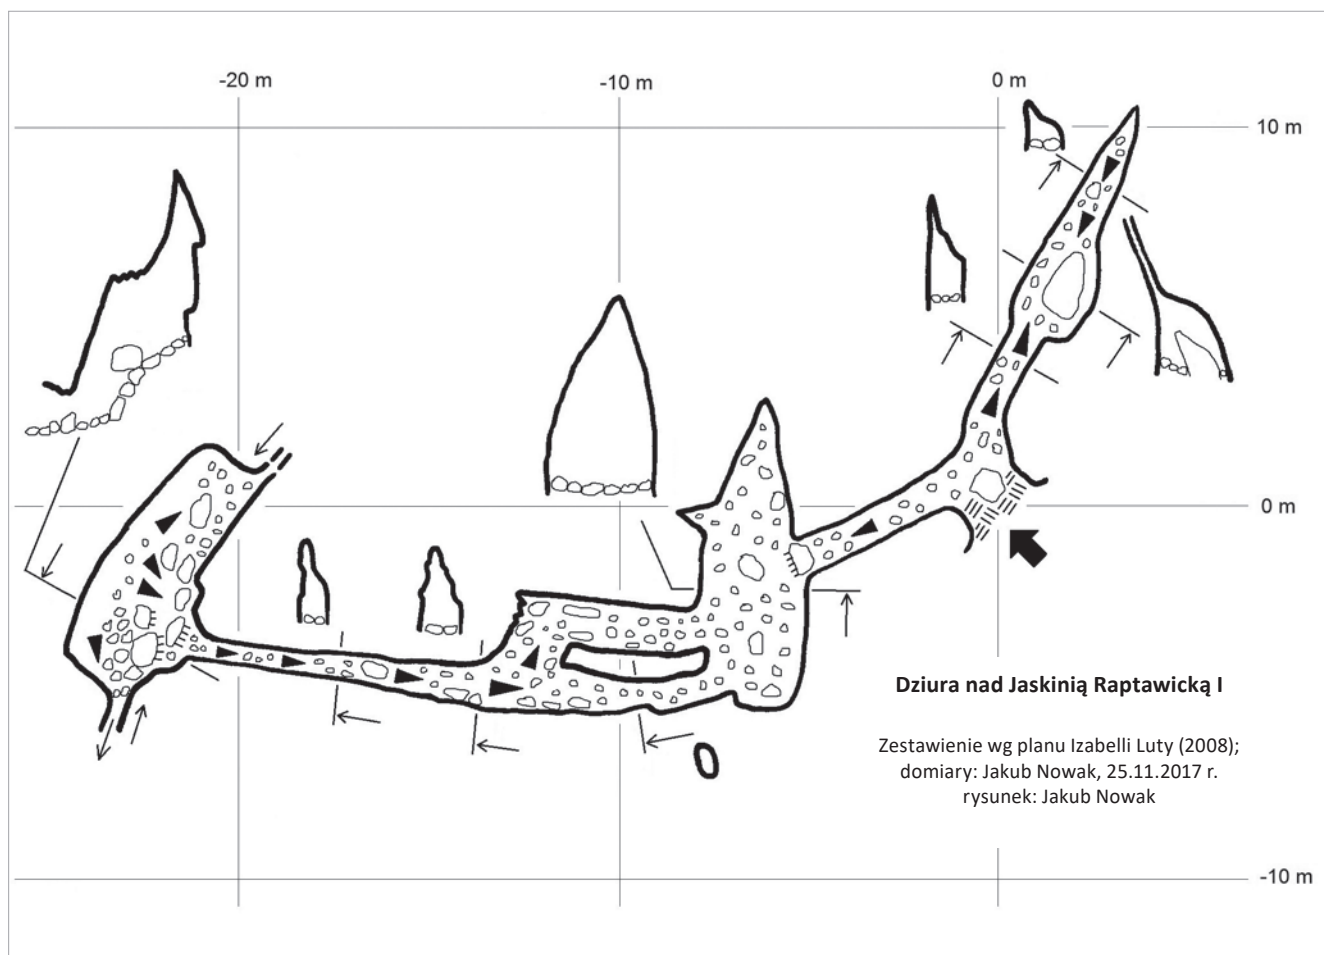 -20 m
-10 m
0 m
10 m
0 m
Dziura nad Jaskinią Raptawicką I
Zestawienie wg planu Izabelli Luty (2008);
domiary: Jakub Nowak, 25.11.2017 r.
rysunek: Jakub Nowak
-10 m